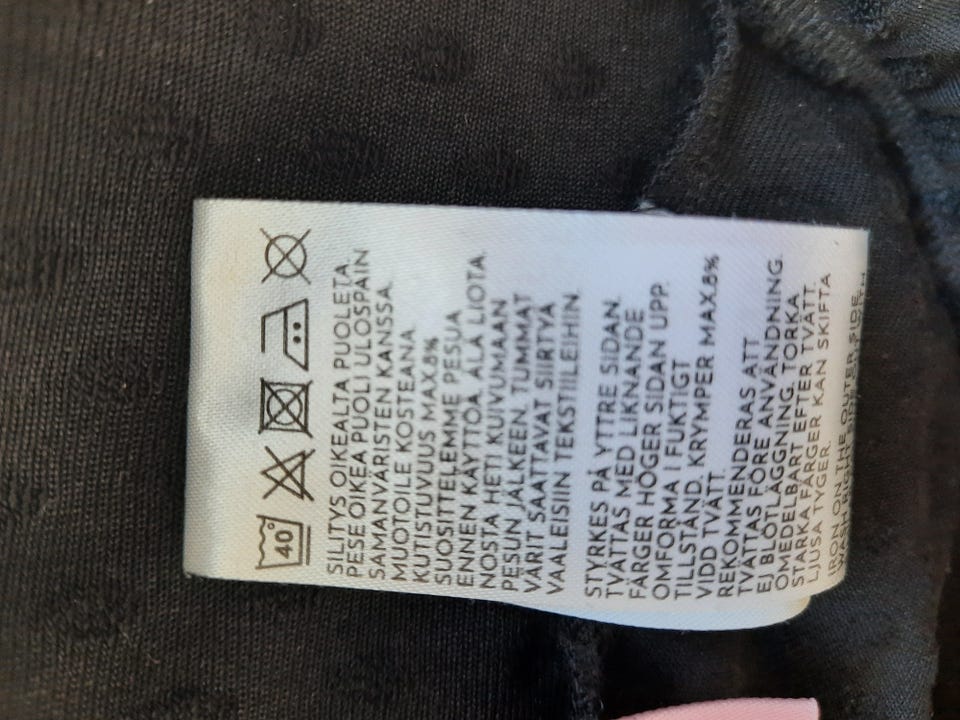 40
SILITYS OIKEALTA PUOLETA.
PESE OIKEA PUOLI ULOSPÄIN
SAMANVÄRISTEN KANSSA.
MUOTOILE KOSTEANA.
KUTISTUVUUS MAX.8%
SUOSITTELEMME PESUA
ENNEN KÄYTTÖÄ. ÄLÄ LIOTA.
NOSTA HETI KUIVUMAAN
PESUN JÄLKEEN. TUMMAT
VÄRIT SAATTAVAT SIIRTYÄ
VAALEISIIN TEKSTIILEIHIN.
STYRKES PÅ YTTRE SIDAN.
TVÄTTAS MED LIKNANDE
FÄRGER HÖGER SIDAN UPP.
OMFORMA I FUKTIGT
TILLSTÅND. KRYMPER MAX.8%
VIDD TVÄTT.
REKOMMENDERAS ATT
TVÄTTAS FÖRE ANVÄNDNING.
EJ BLÖTLÄGGNING. TORKA
OMEDELBART EFTER TVÄTT.
STARKA FÄRGER KAN SKIFTA
LJUSA TYGER.
IRON ON THE OUTER SIDE.
WASH RIGHT